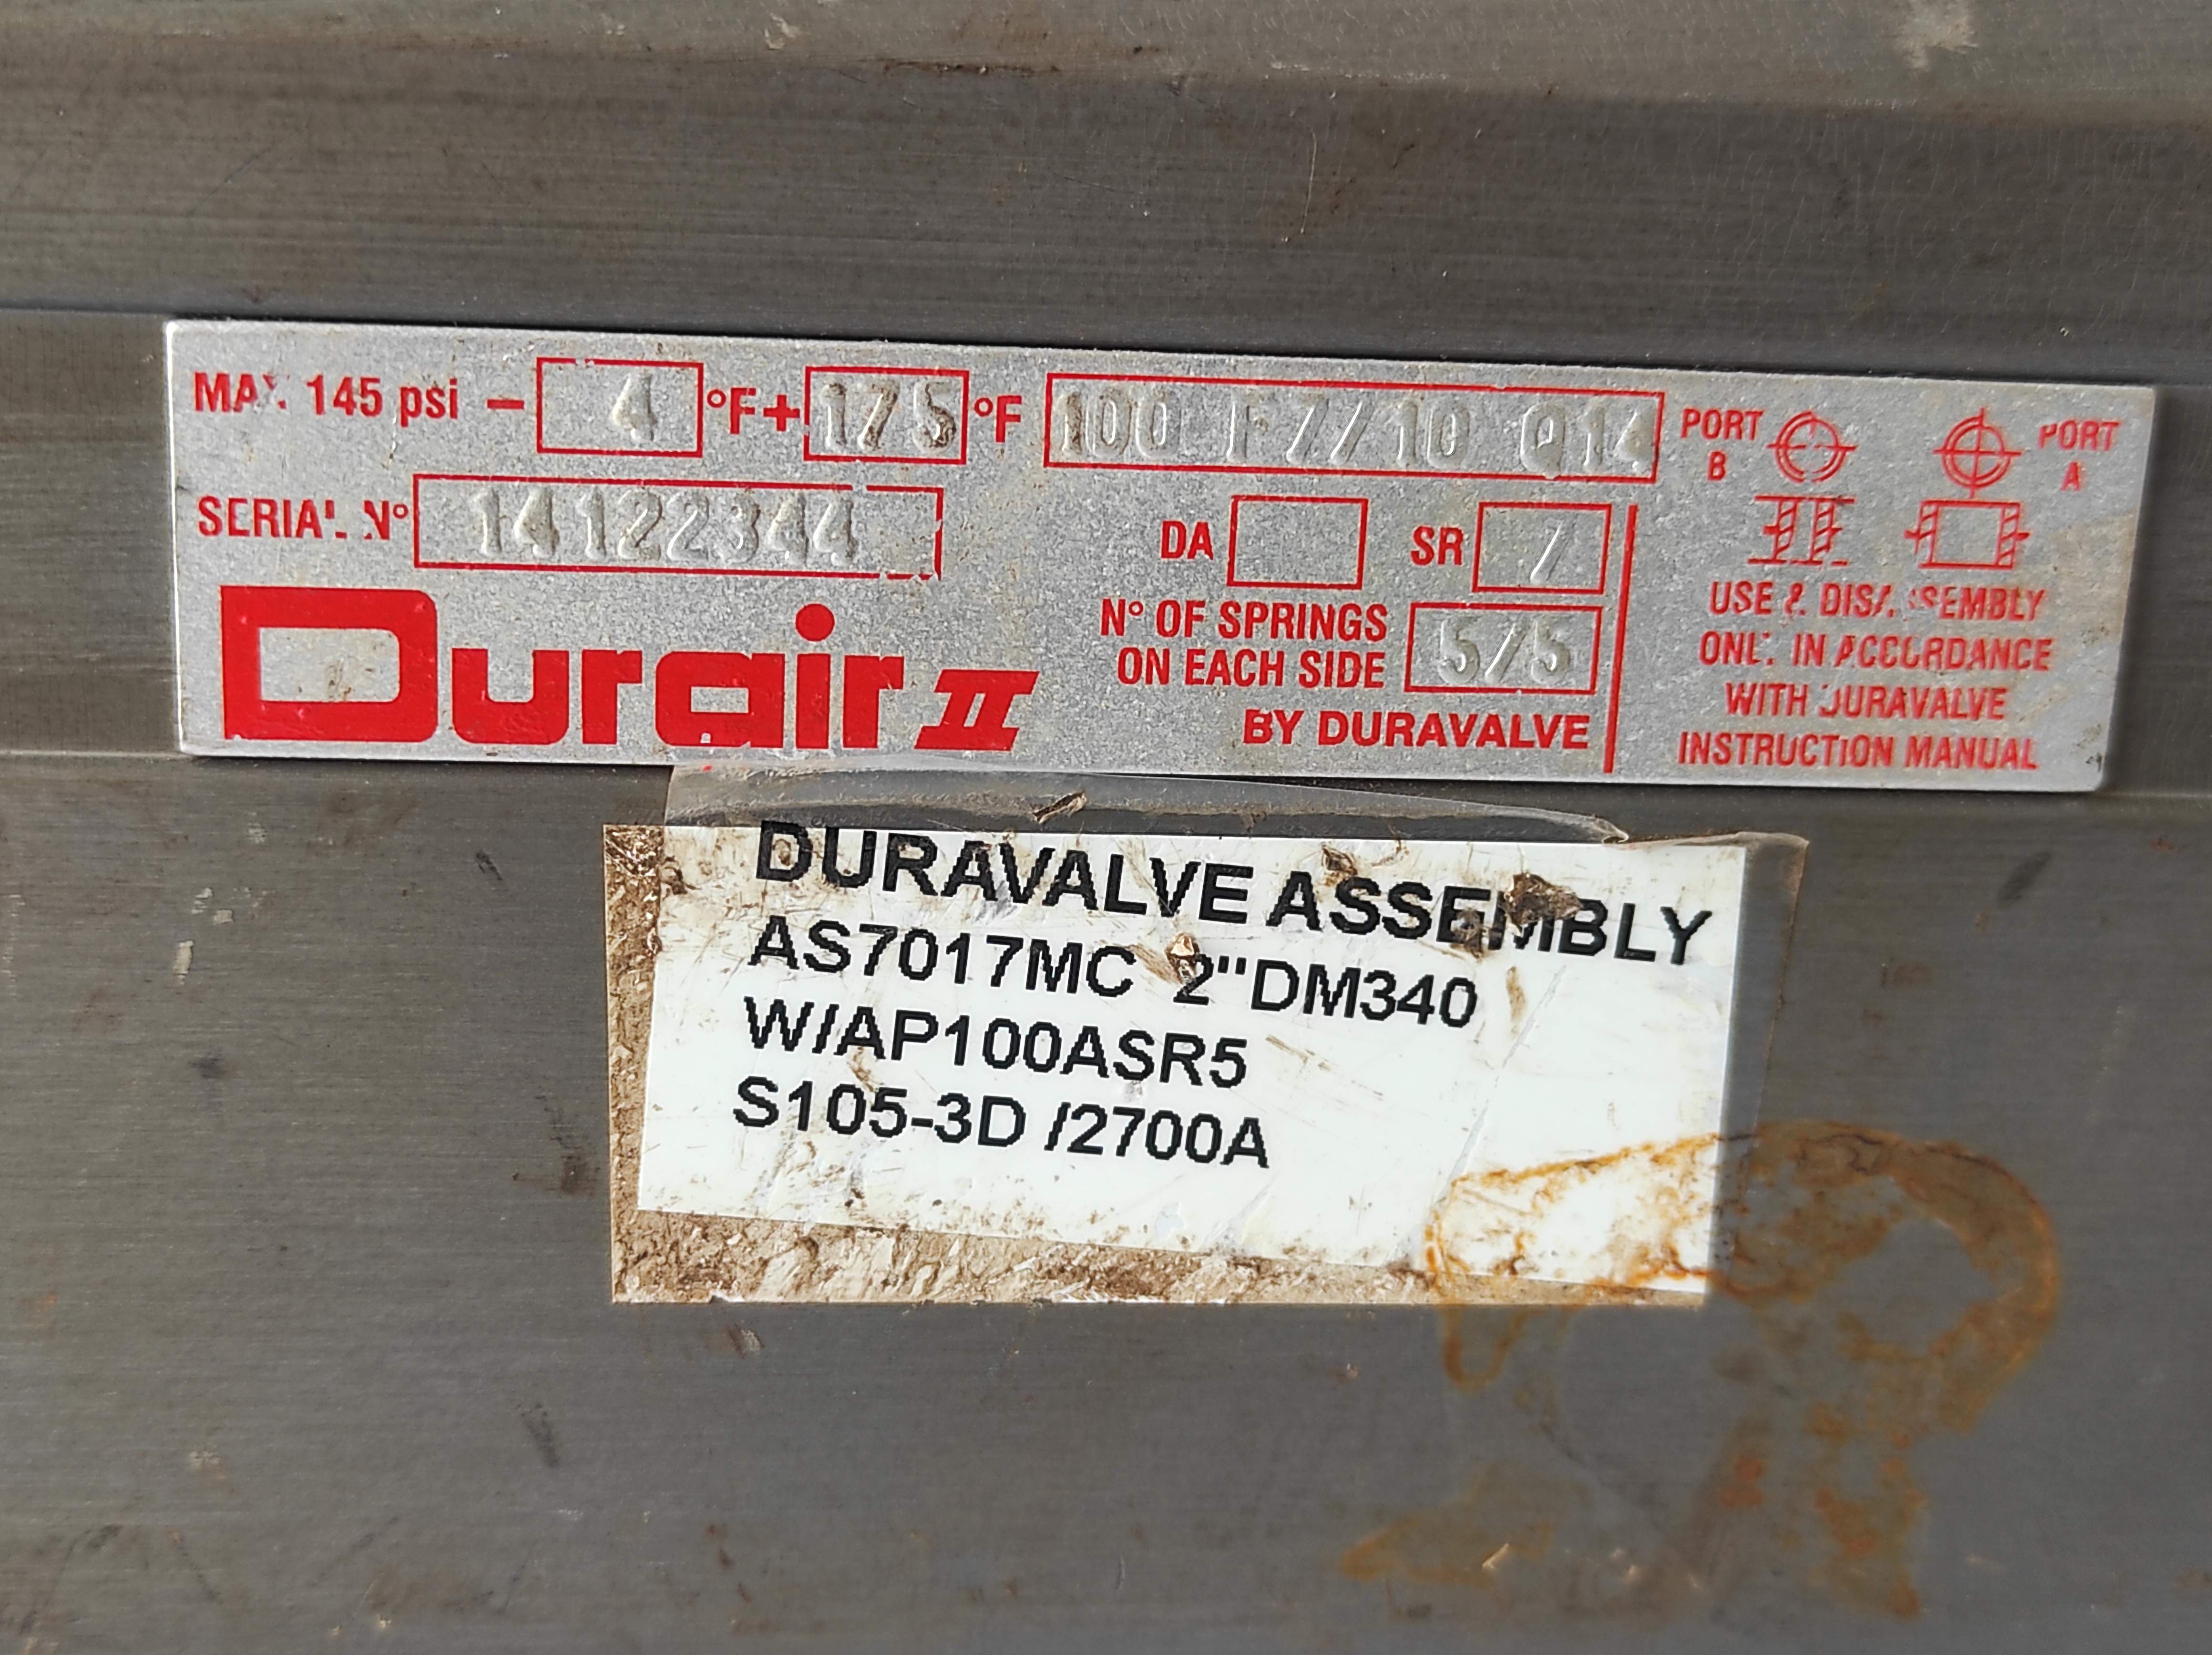 MAX. 145 psi - 4 °F + 175 °F 100 F7/10 Q14
SERIAL N° 14122344
DA SR /
N° OF SPRINGS
ON EACH SIDE 5/5
Durair II
BY DURAVALVE
PORT
B
PORT
A
USE & DISASSEMBLY
ONLY IN ACCORDANCE
WITH DURAVALVE
INSTRUCTION MANUAL
DURAVALVE ASSEMBLY
AS7017MC 2"DM340
W/AP100ASR5
S105-3D /2700A